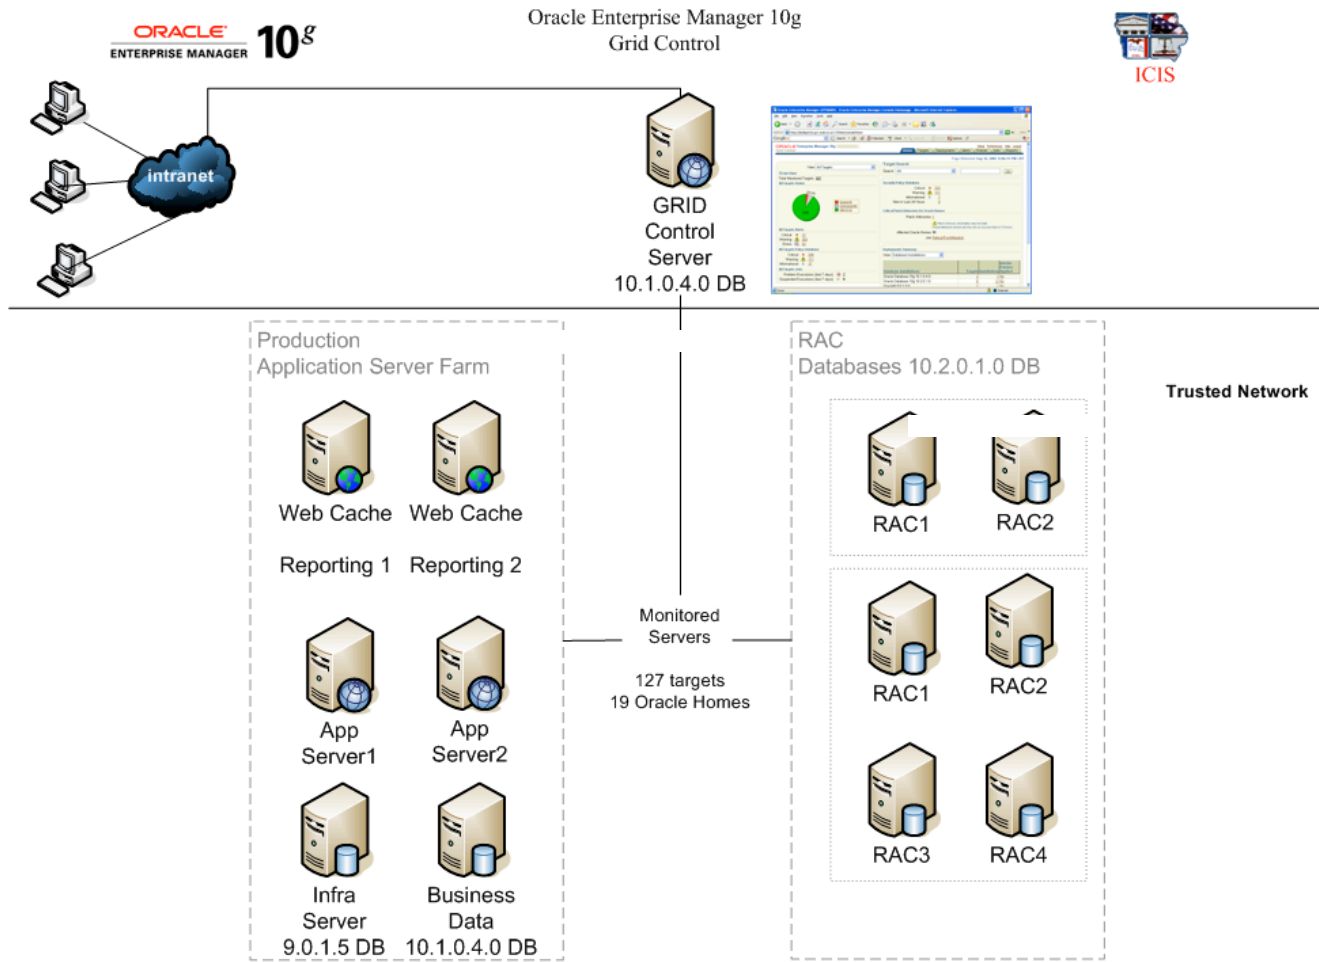 Oracle Enterprise Manager 10g
Grid Control
ORACLE
ENTERPRISE MANAGER 10g
ICIS
intranet
GRID
Control
Server
10.1.0.4.0 DB
Production
Application Server Farm
Web Cache Web Cache
Reporting 1 Reporting 2
App
Server1
App
Server2
Infra
Server
9.0.1.5 DB
Business
Data
10.1.0.4.0 DB
Monitored
Servers
127 targets
19 Oracle Homes
RAC
Databases 10.2.0.1.0 DB
RAC1 RAC2
RAC1 RAC2
RAC3 RAC4
Trusted Network